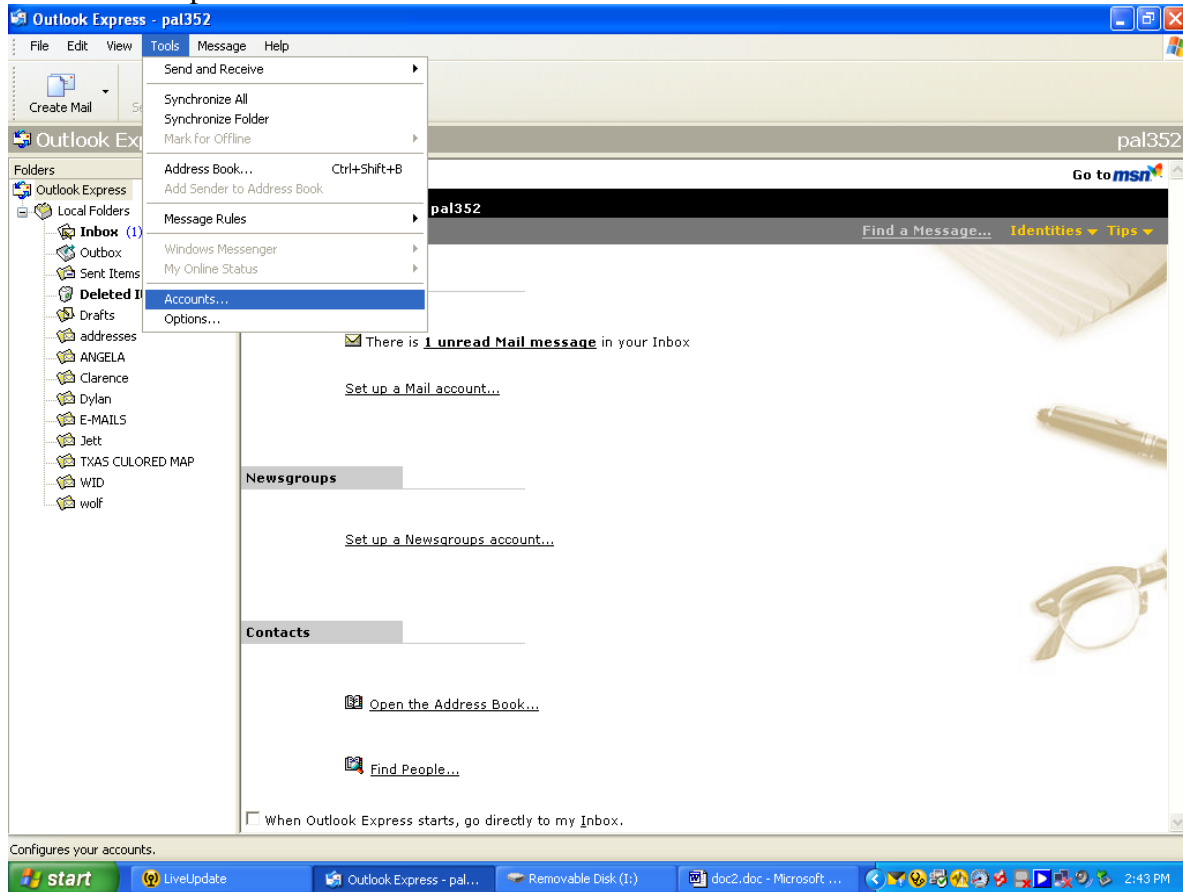 Outlook Express - pal352
File Edit View Tools Message Help
Send and Receive
Create Mail
Synchronize All
Synchronize Folder
Mark for Offline
Outlook Exp
pal352
Address Book... Ctrl+Shift+B
Add Sender to Address Book
Message Rules
Windows Messenger
My Online Status
Accounts...
Options...
Folders
Outlook Express
Local Folders
Inbox (1)
Outbox
Sent Items
Deleted It
Drafts
addresses
ANGELA
Clarence
Dylan
E-MAILS
Jett
TXAS CULORED MAP
WID
wolf
Go to msn
pal352
Find a Message... Identities Tips
There is 1 unread Mail message in your Inbox
Set up a Mail account...
Newsgroups
Set up a Newsgroups account...
Contacts
Open the Address Book...
Find People...
When Outlook Express starts, go directly to my Inbox.
Configures your accounts.
start LiveUpdate Outlook Express - pal... Removable Disk (I:) doc2.doc - Microsoft ... 2:43 PM